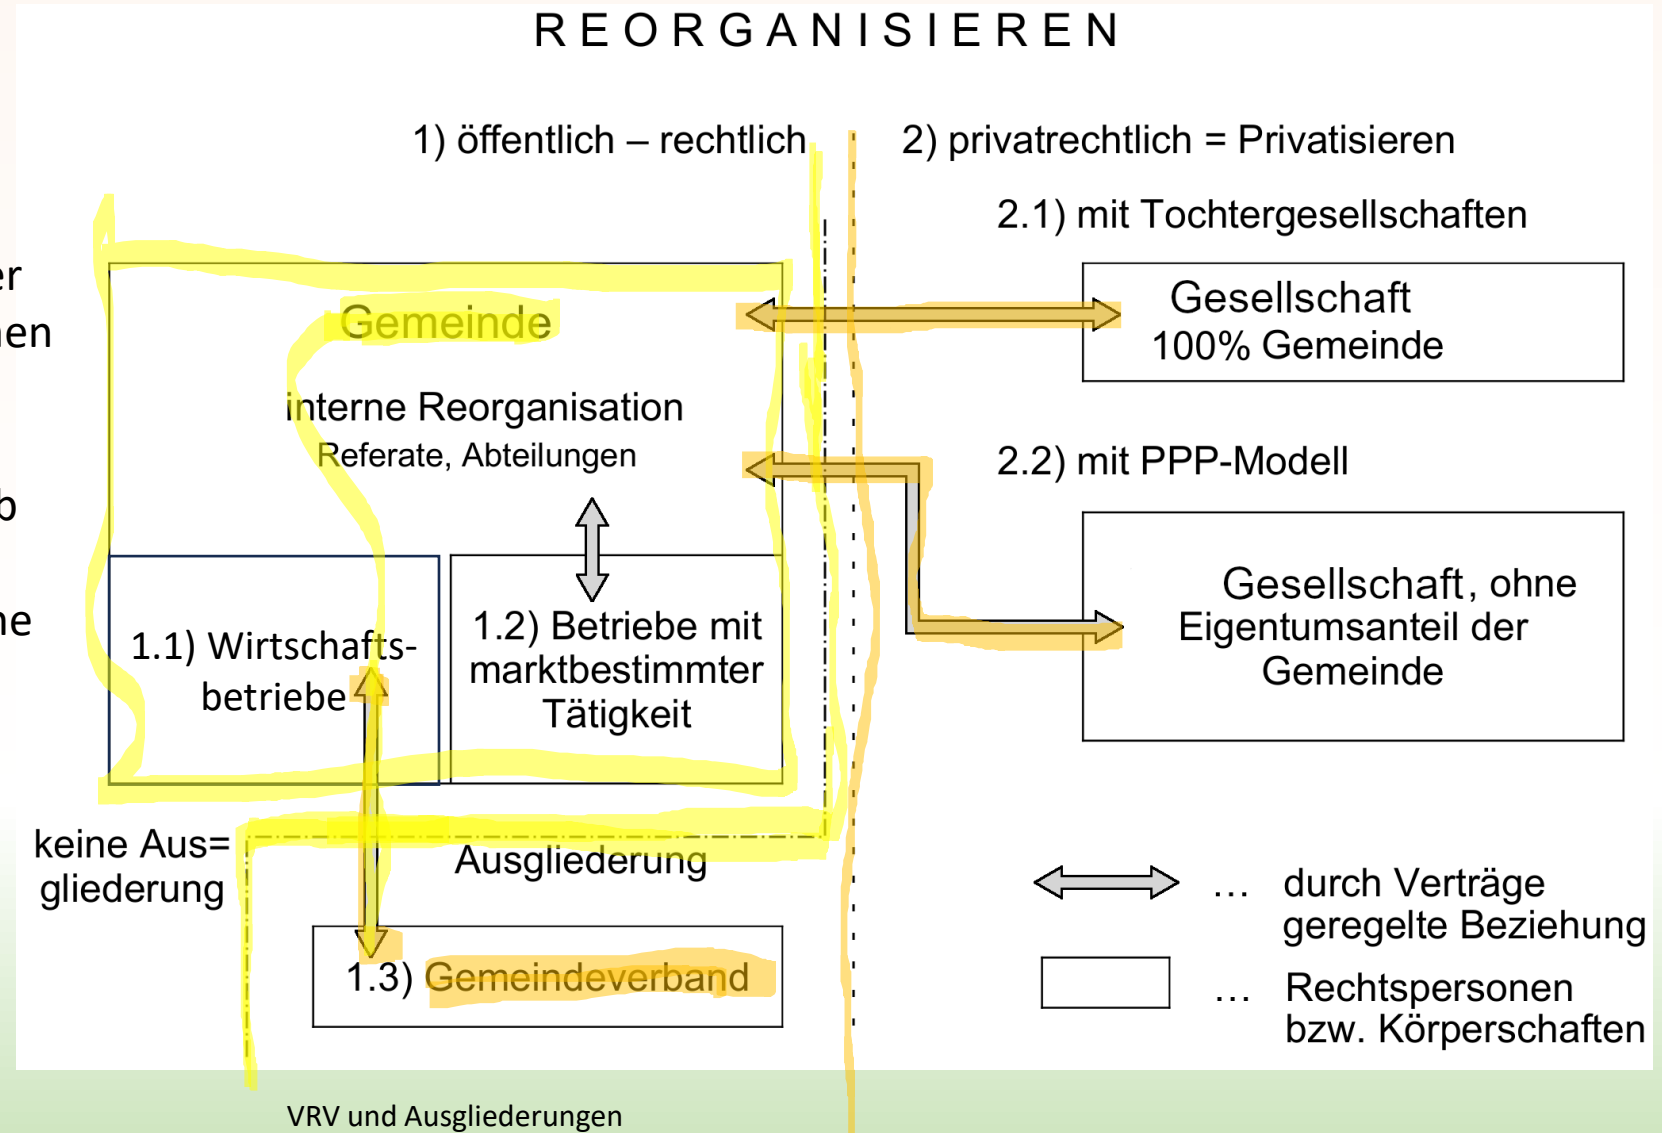 R E O R G A N I S I E R E N
1) öffentlich – rechtlich
2) privatrechtlich = Privatisieren
2.1) mit Tochtergesellschaften
Gemeinde
interne Reorganisation
Referate, Abteilungen
Gesellschaft
100% Gemeinde
2.2) mit PPP-Modell
Gesellschaft, ohne
Eigentumsanteil der
Gemeinde
1.1) Wirtschafts-
betriebe
1.2) Betriebe mit
marktbestimmter
Tätigkeit
keine Aus=
gliederung
Ausgliederung
1.3) Gemeindeverband
... durch Verträge
geregelte Beziehung
... Rechtspersonen
bzw. Körperschaften
VRV und Ausgliederungen